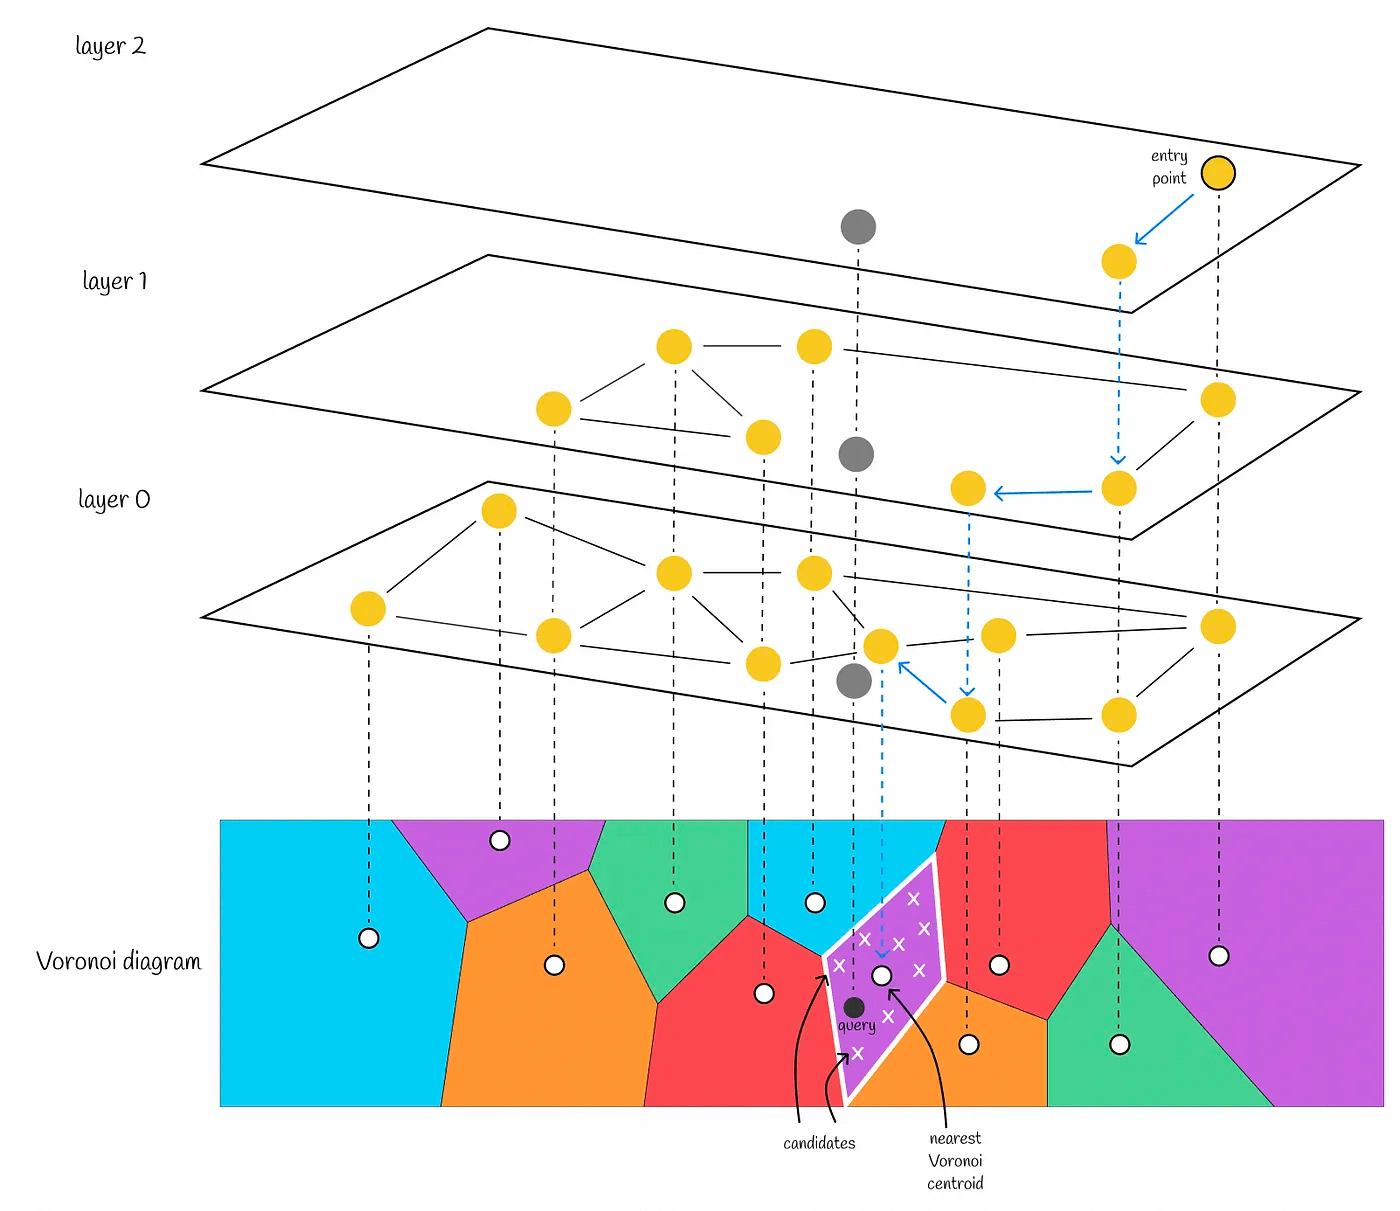 layer 2
entry
point
layer 1
layer 0
Voronoi diagram
x
x
x
x
x
x
query
x
x
candidates
nearest
Voronoi
centroid